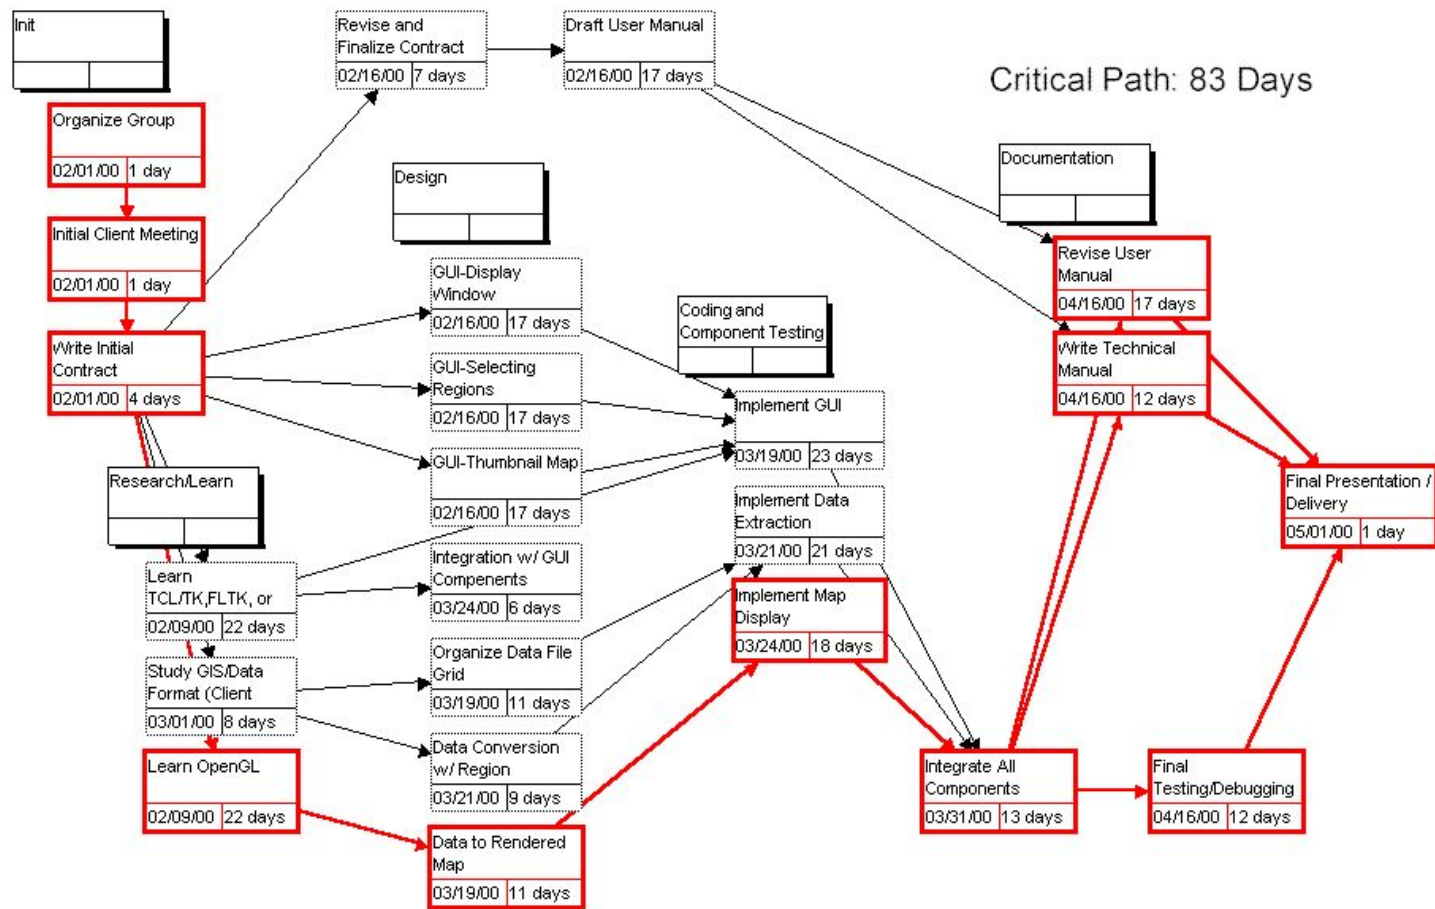 Init
Revise and
Finalize Contract
02/16/00 7 days
Draft User Manual
02/16/00 17 days
Critical Path: 83 Days
Organize Group
02/01/00 1 day
Design
Documentation
Initial Client Meeting
02/01/00 1 day
GUI-Display
Window
02/16/00 17 days
Revise User
Manual
04/16/00 17 days
Coding and
Component Testing
Write Initial
Contract
02/01/00 4 days
GUI-Selecting
Regions
02/16/00 17 days
Write Technical
Manual
04/16/00 12 days
Implement GUI
03/19/00 23 days
GUI-Thumbnail Map
02/16/00 17 days
Research/Learn
Final Presentation /
Delivery
05/01/00 1 day
Implement Data
Extraction
03/21/00 21 days
Learn
TCL/TK,FLTK, or
02/09/00 22 days
Integration w/ GUI
Compenents
03/24/00 6 days
Implement Map
Display
03/24/00 18 days
Study GIS/Data
Format (Client
03/01/00 8 days
Organize Data File
Grid
03/19/00 11 days
Learn OpenGL
02/09/00 22 days
Data Conversion
w/ Region
03/21/00 9 days
Integrate All
Components
03/31/00 13 days
Final
Testing/Debugging
04/16/00 12 days
Data to Rendered
Map
03/19/00 11 days